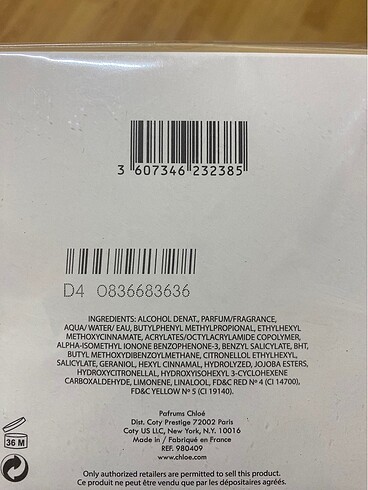 3 607346 232385
D4 0836683636
INGREDIENTS: ALCOHOL DENAT., PARFUM/FRAGRANCE,
AQUA/ WATER/ EAU, BUTYLPHENYL METHYLPROPIONAL, ETHYLHEXYL
METHOXYCINNAMATE, ACRYLATES/OCTYLACRYLAMIDE COPOLYMER,
ALPHA-ISOMETHYL IONONE BENZOPHENONE-3, BENZYL SALICYLATE, BHT,
BUTYL METHOXYDIBENZOYLMETHANE, CITRONELLOL ETHYLHEXYL,
SALICYLATE, GERANIOL, HEXYL CINNAMAL, HYDROLYZED, JOJOBA ESTERS,
HYDROXYCITRONELLAL, HYDROXYISOHEXYL 3-CYCLOHEXENE
CARBOXALDEHYDE, LIMONENE, LINALOOL, FD&C RED Nº 4 (CI 14700),
FD&C YELLOW Nº 5 (CI 19140).
Pafrums Chloé
Dist. Coty Prestige 72002 Paris
Coty US LLC, New York, N.Y. 10016
Made in / Fabriqué en France
REF. 980409
www.chloe.com
36 M
Only authorized retailers are permitted to sell this product.
Ce produit ne peut être vendu que par les dépositaires agréés.